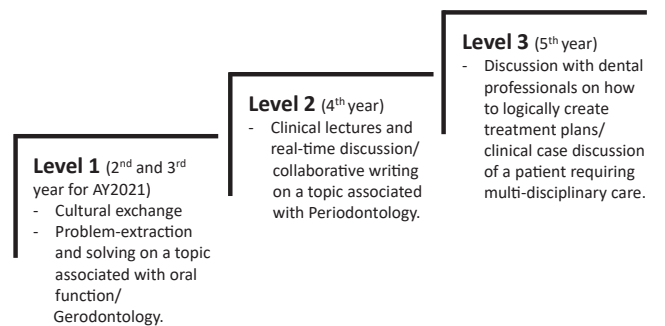 Level 1 (2nd and 3rd
year for AY2021)
- Cultural exchange
- Problem-extraction
and solving on a topic
associated with oral
function/
Gerodontology.
Level 2 (4th year)
- Clinical lectures and
real-time discussion/
collaborative writing
on a topic associated
with Periodontology.
Level 3 (5th year)
- Discussion with dental
professionals on how
to logically create
treatment plans/
clinical case discussion
of a patient requiring
multi-disciplinary care.